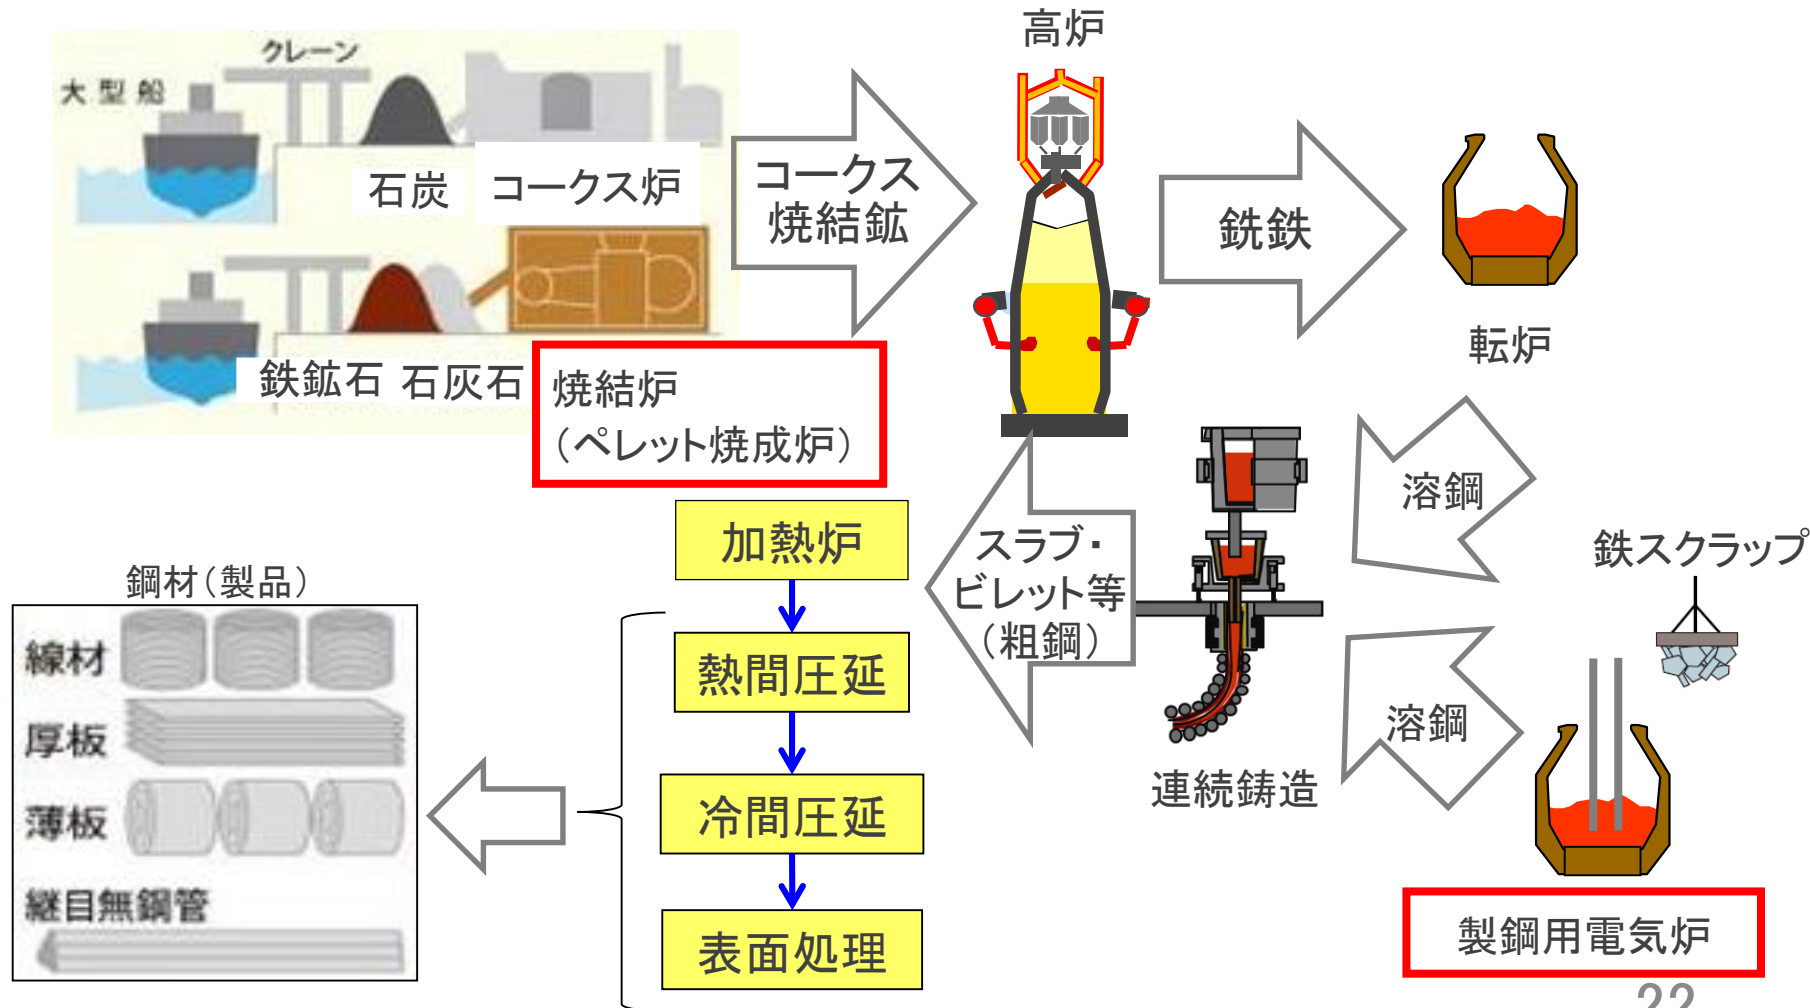 高炉
クレーン
大型船
石炭
コークス炉
コークス
焼結鉱
銑鉄
転炉
鉄鉱石
石灰石
焼結炉
（ペレット焼成炉）
溶鋼
鉄スクラップ
加熱炉
スラブ・
ビレット等
（粗鋼）
鋼材（製品）
線材
厚板
薄板
継目無鋼管
熱間圧延
冷間圧延
表面処理
連続鋳造
溶鋼
製鋼用電気炉
22